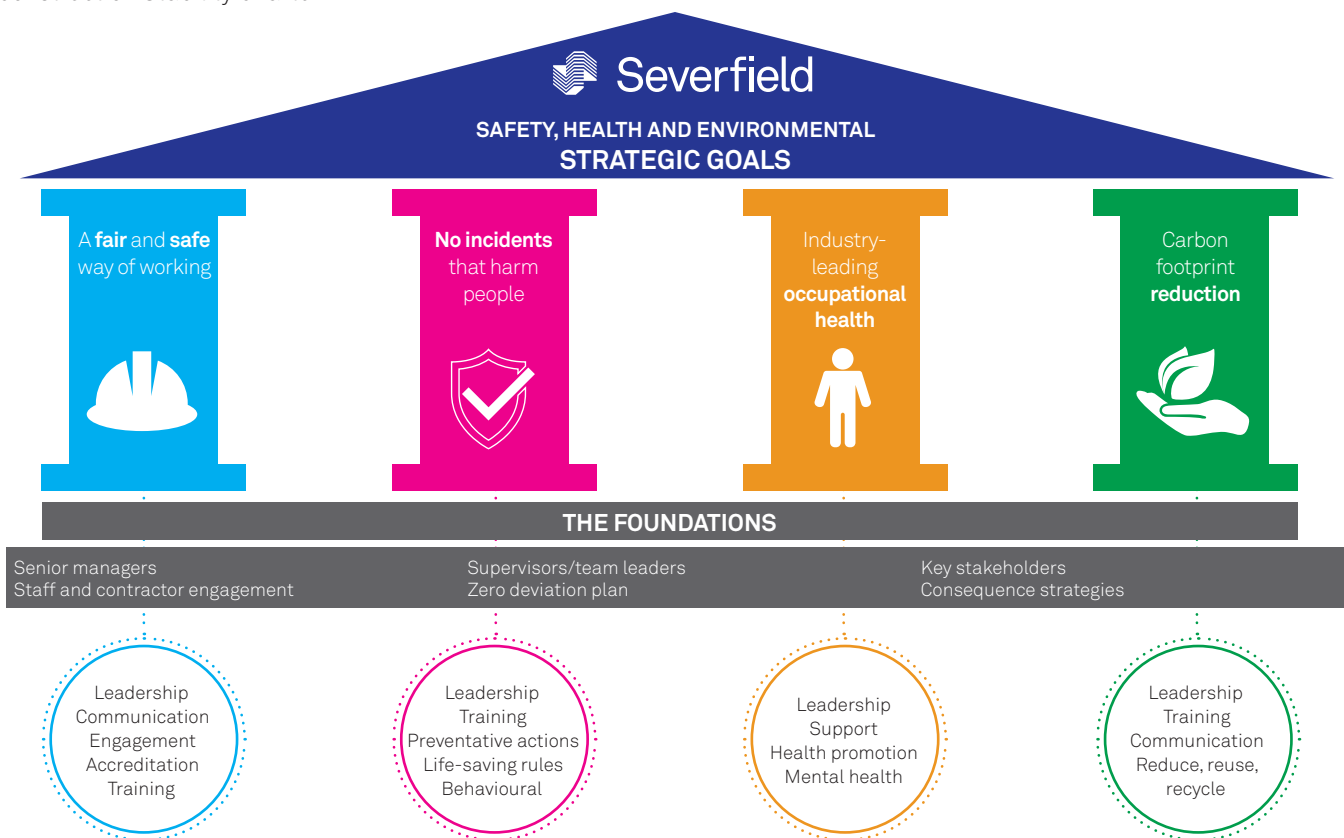 Severfield
SAFETY, HEALTH AND ENVIRONMENTAL
STRATEGIC GOALS
A fair and safe
way of working
No incidents
that harm
people
Industry-
leading
occupational
health
Carbon
footprint
reduction
THE FOUNDATIONS
Senior managers
Staff and contractor engagement
Supervisors/team leaders
Zero deviation plan
Key stakeholders
Consequence strategies
Leadership
Communication
Engagement
Accreditation
Training
Leadership
Training
Preventative actions
Life-saving rules
Behavioural
Leadership
Support
Health promotion
Mental health
Leadership
Training
Communication
Reduce, reuse,
recycle